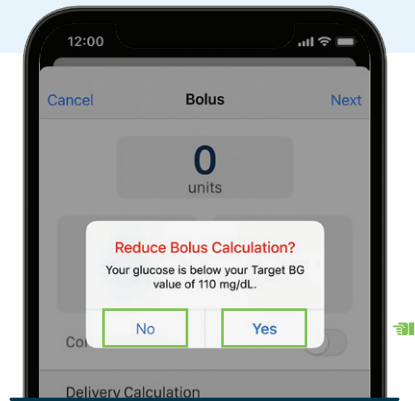 12:00
Cancel Bolus Next
0
units
Reduce Bolus Calculation?
Your glucose is below your Target BG
value of 110 mg/dL.
No Yes
Co
Delivery Calculation